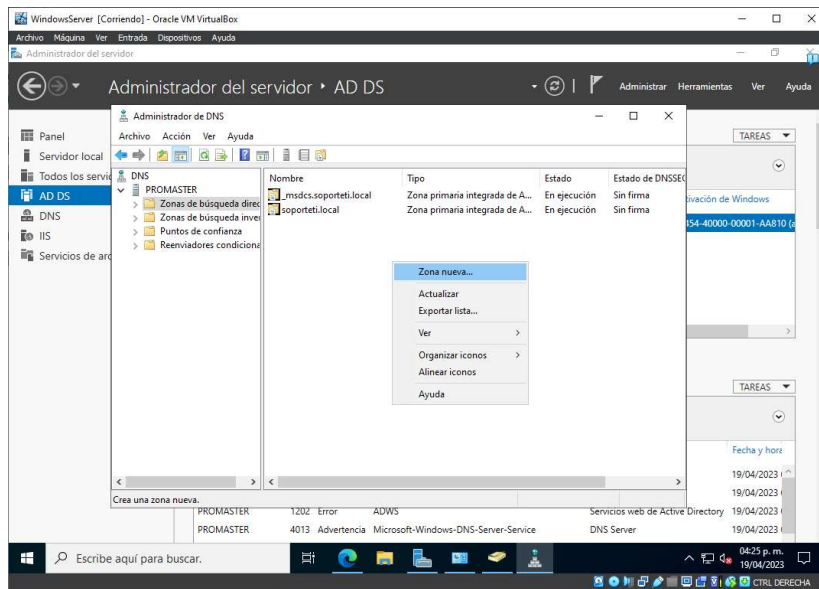 WindowsServer [Corriendo] - Oracle VM VirtualBox
Archivo Máquina Ver Entrada Dispositivos Ayuda
Administrador del servidor
Administrador del servidor AD DS
Administrar Herramientas Ver Ayuda
Panel
Servidor local
Todos los servic
AD DS
DNS
IIS
Servicios de arc
TAREAS
ivación de Windows
454-40000-00001-AA810 (a
Administrador de DNS
Archivo Acción Ver Ayuda
DNS
PROMASTER
Zonas de búsqueda direc
Zonas de búsqueda inver
Puntos de confianza
Reenviadores condiciona
Nombre Tipo Estado Estado de DNSSEC
_msdcs.soporteti.local Zona primaria integrada de A... En ejecución Sin firma
soporteti.local Zona primaria integrada de A... En ejecución Sin firma
Zona nueva...
Actualizar
Exportar lista...
Ver
Organizar iconos
Alinear iconos
Ayuda
Crea una zona nueva.
TAREAS
Fecha y hora
19/04/2023
19/04/2023
PROMASTER 1202 Error ADWS Servicios web de Active Directory 19/04/2023
PROMASTER 4013 Advertencia Microsoft-Windows-DNS-Server-Service DNS Server 19/04/2023
Escribe aquí para buscar.
04:25 p. m.
19/04/2023
CTRL DERECHA